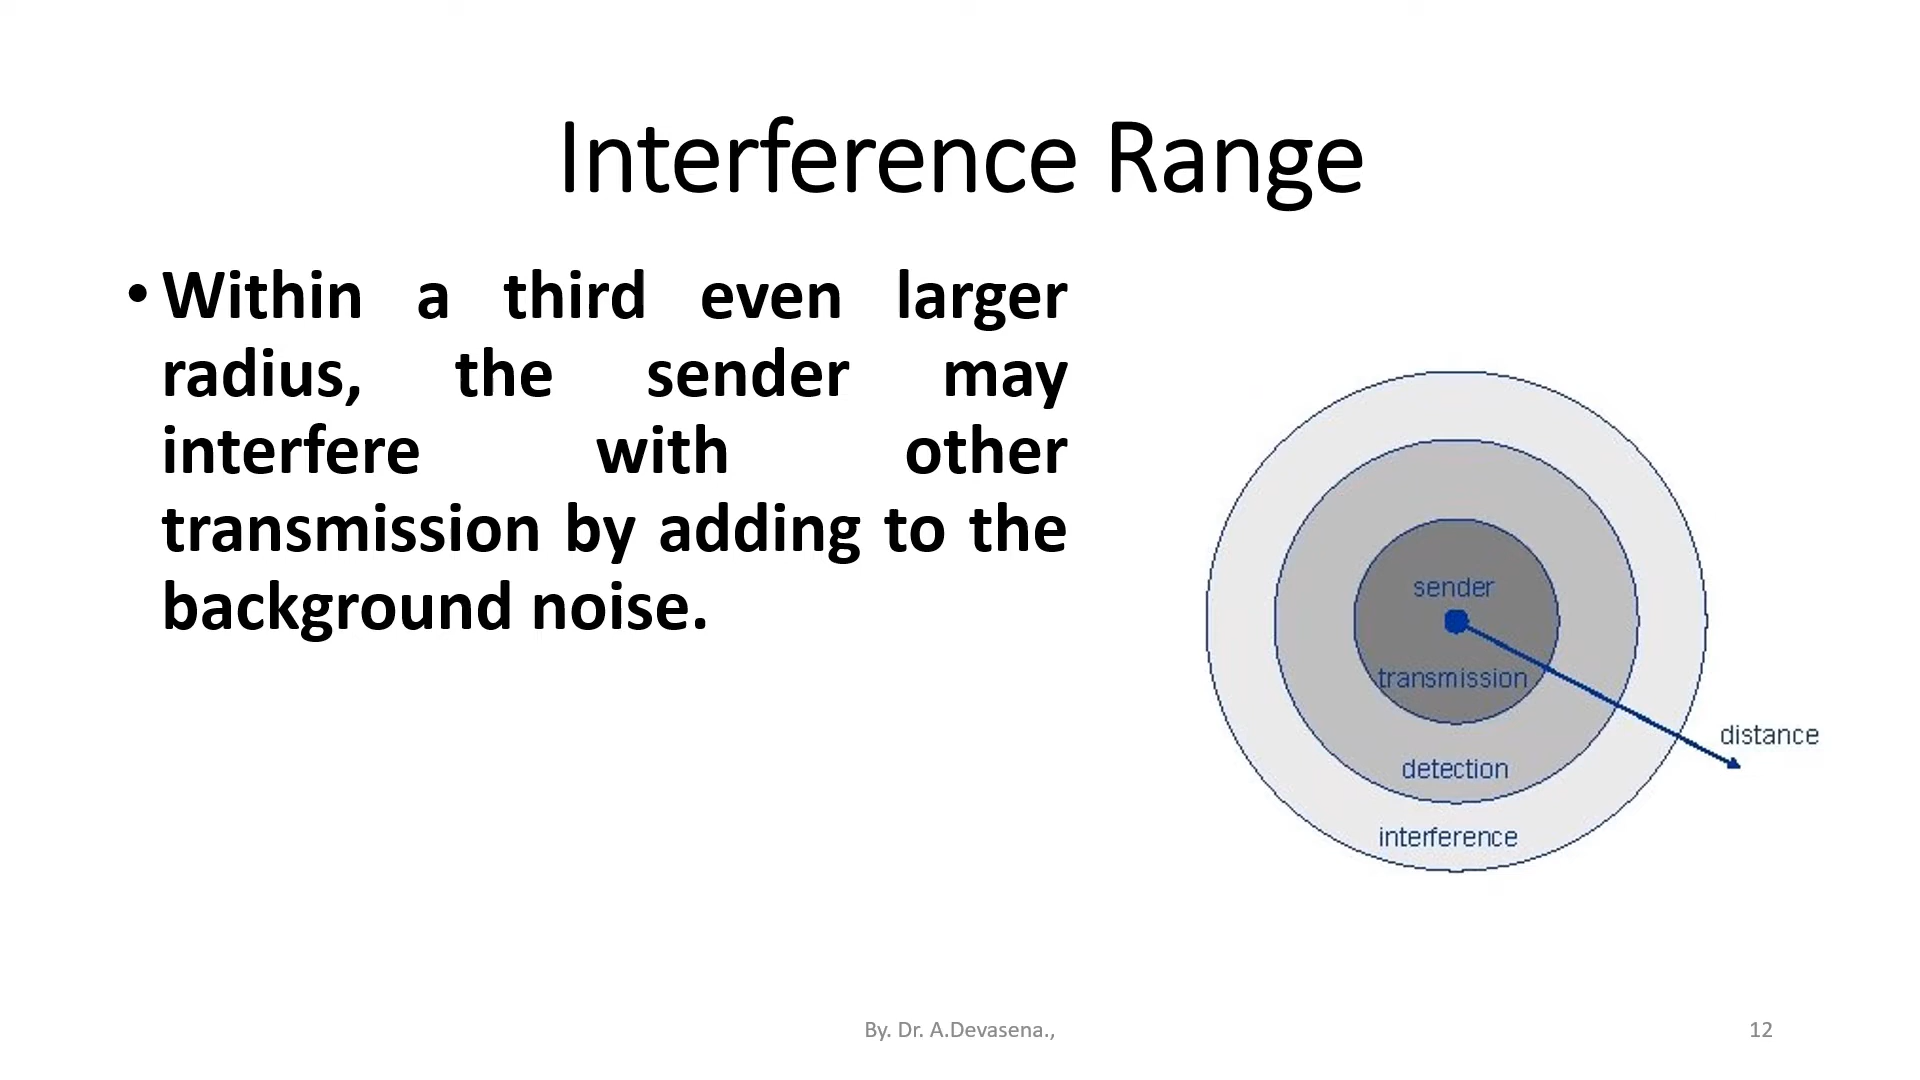 Interference Range
• Within a third even larger
radius, the sender may
interfere with other
transmission by adding to the
background noise.
sender
transmission
distance
detection
interference
By. Dr. A.Devasena.,
12